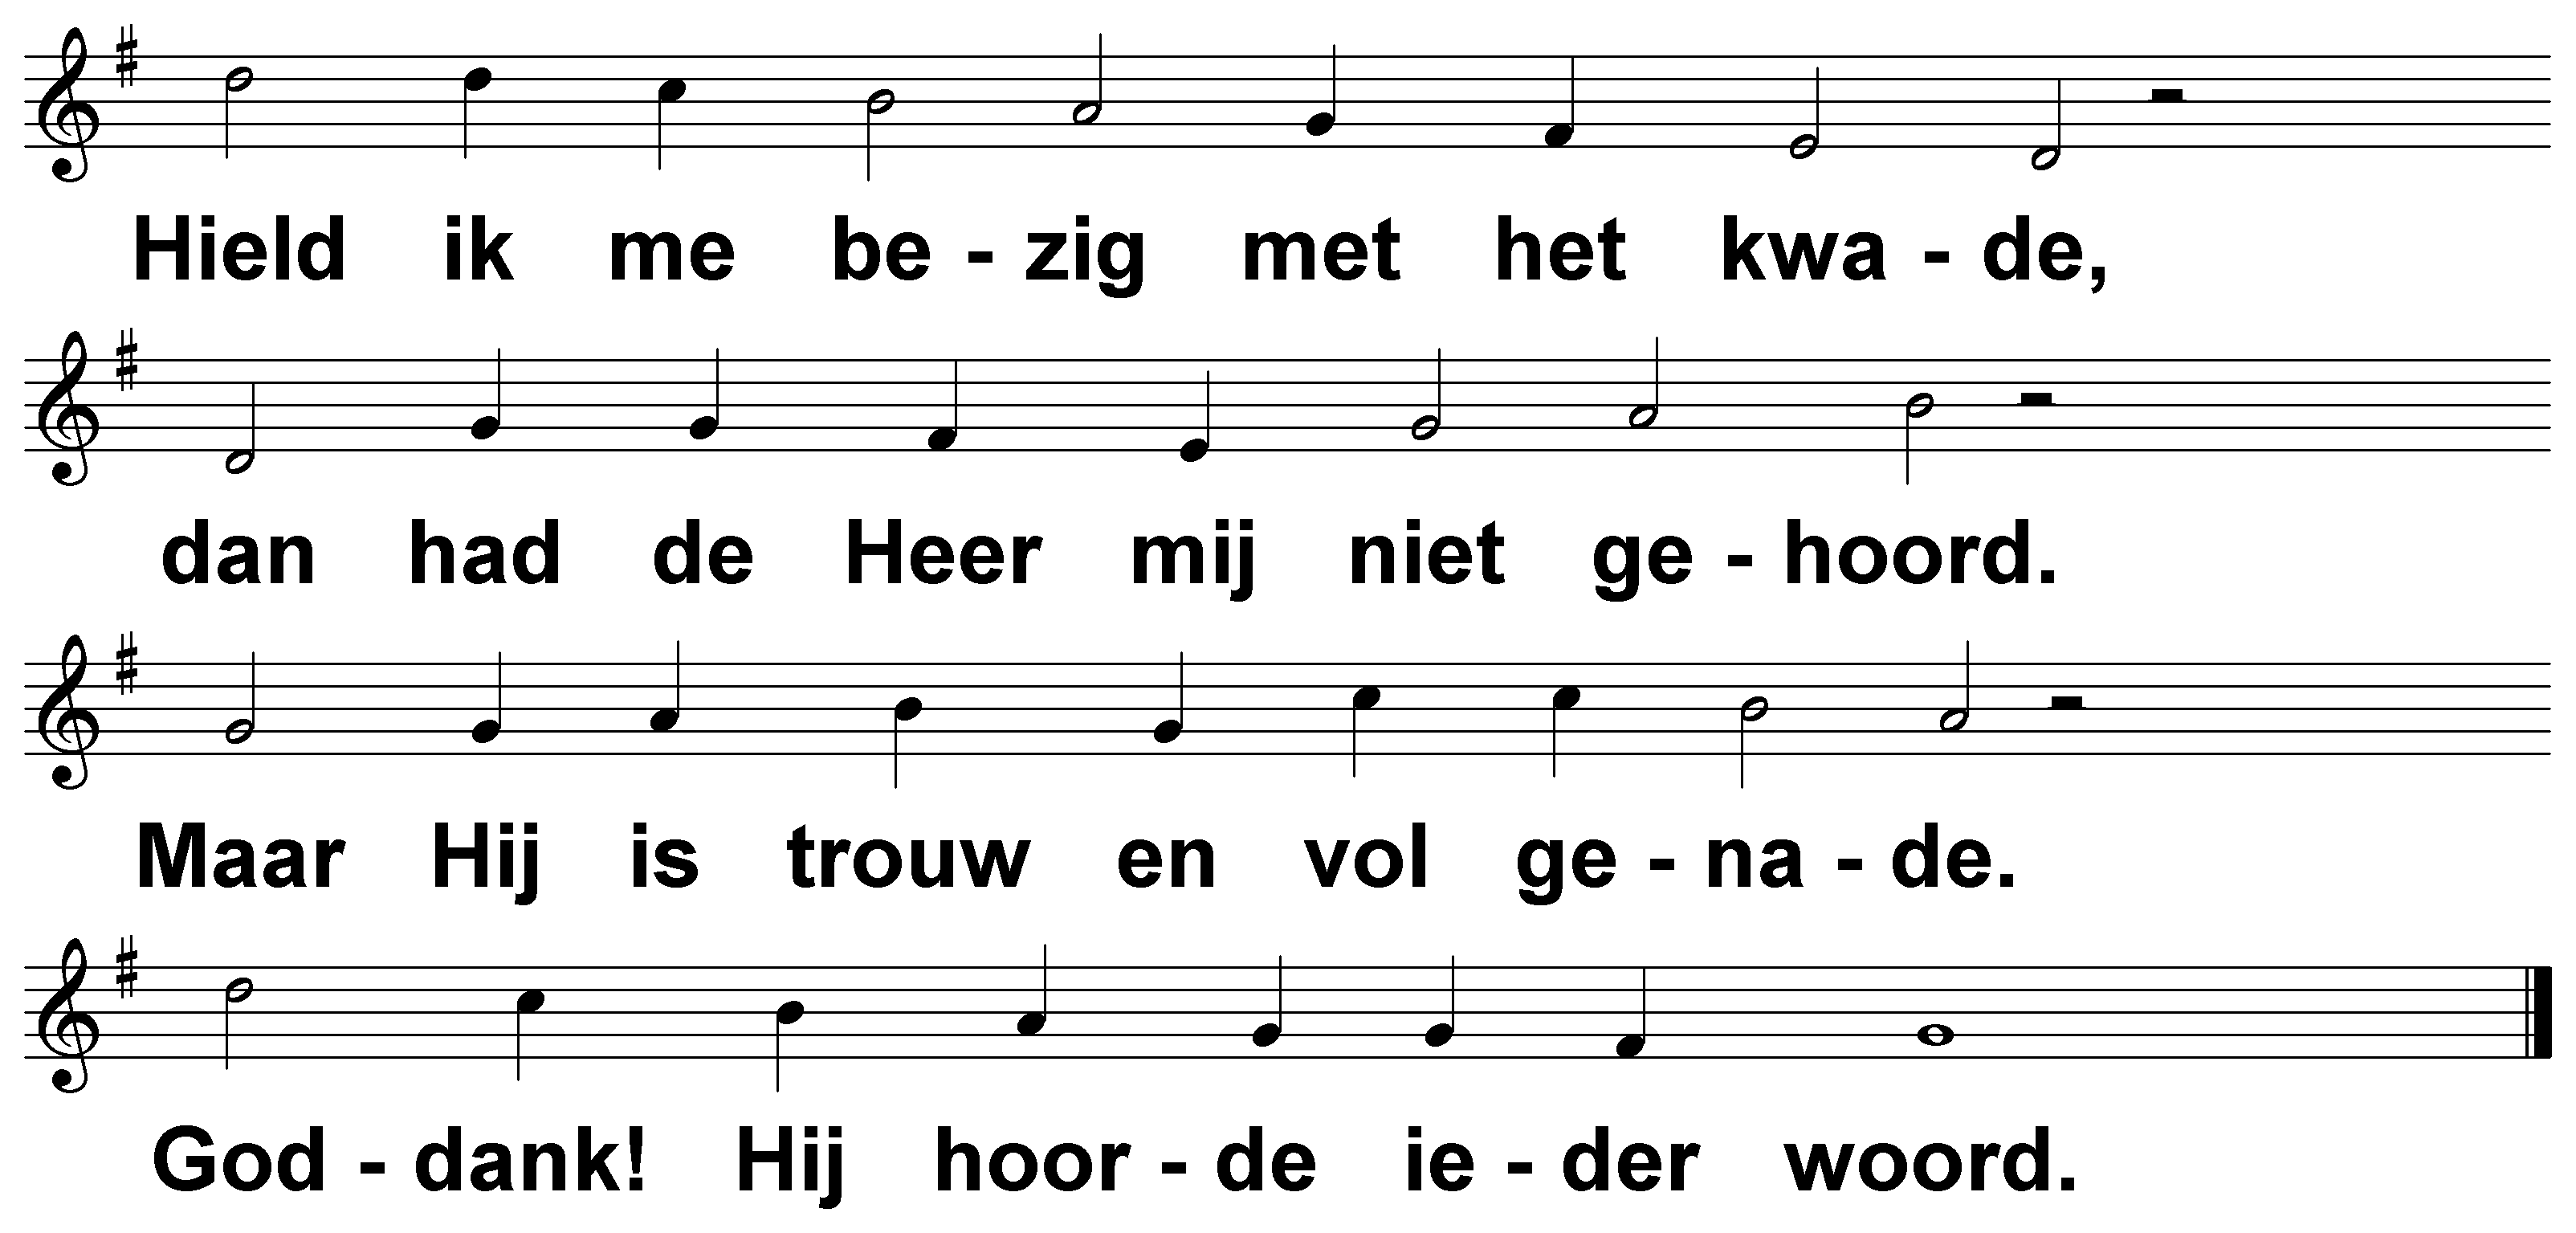 Hield ik me be - zig met het kwa - de,
dan had de Heer mij niet ge - hoord.
Maar Hij is trouw en vol ge - na - de.
God - dank! Hij hoor - de ie - der woord.